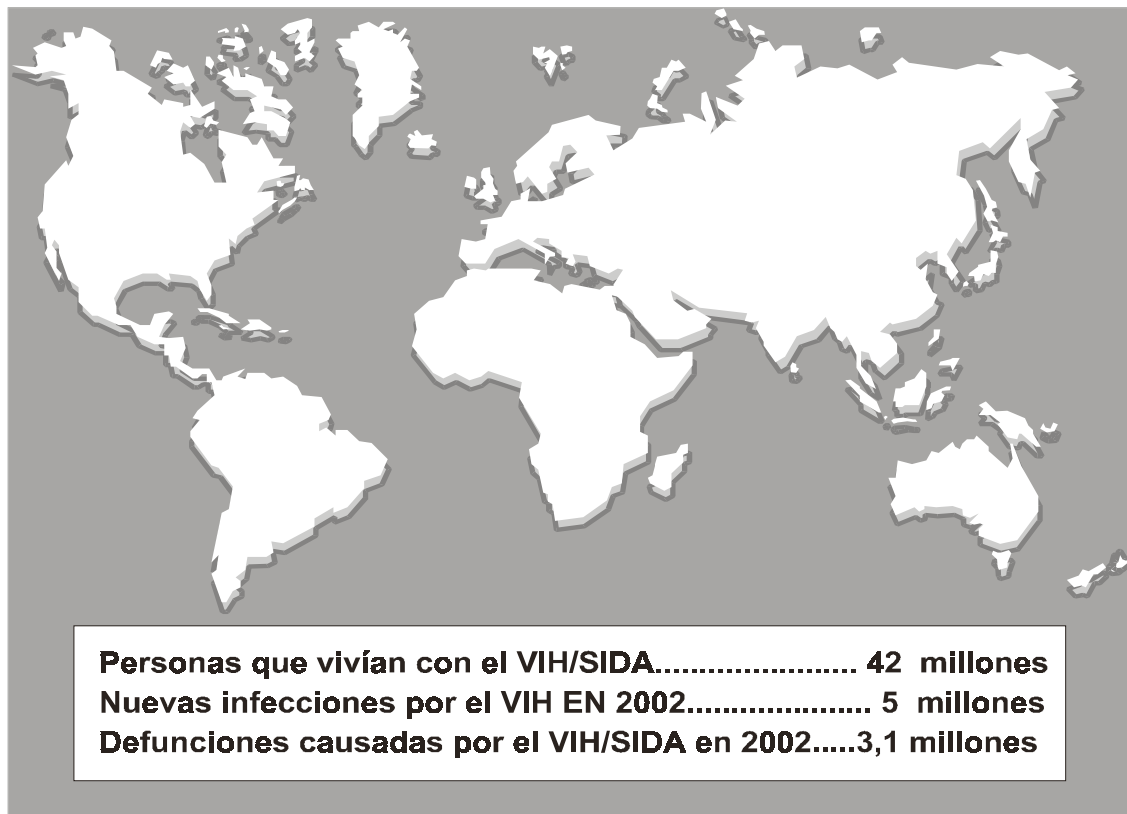 Personas que vivían con el VIH/SIDA....................... 42 millones
Nuevas infecciones por el VIH EN 2002..................... 5 millones
Defunciones causadas por el VIH/SIDA en 2002.....3,1 millones